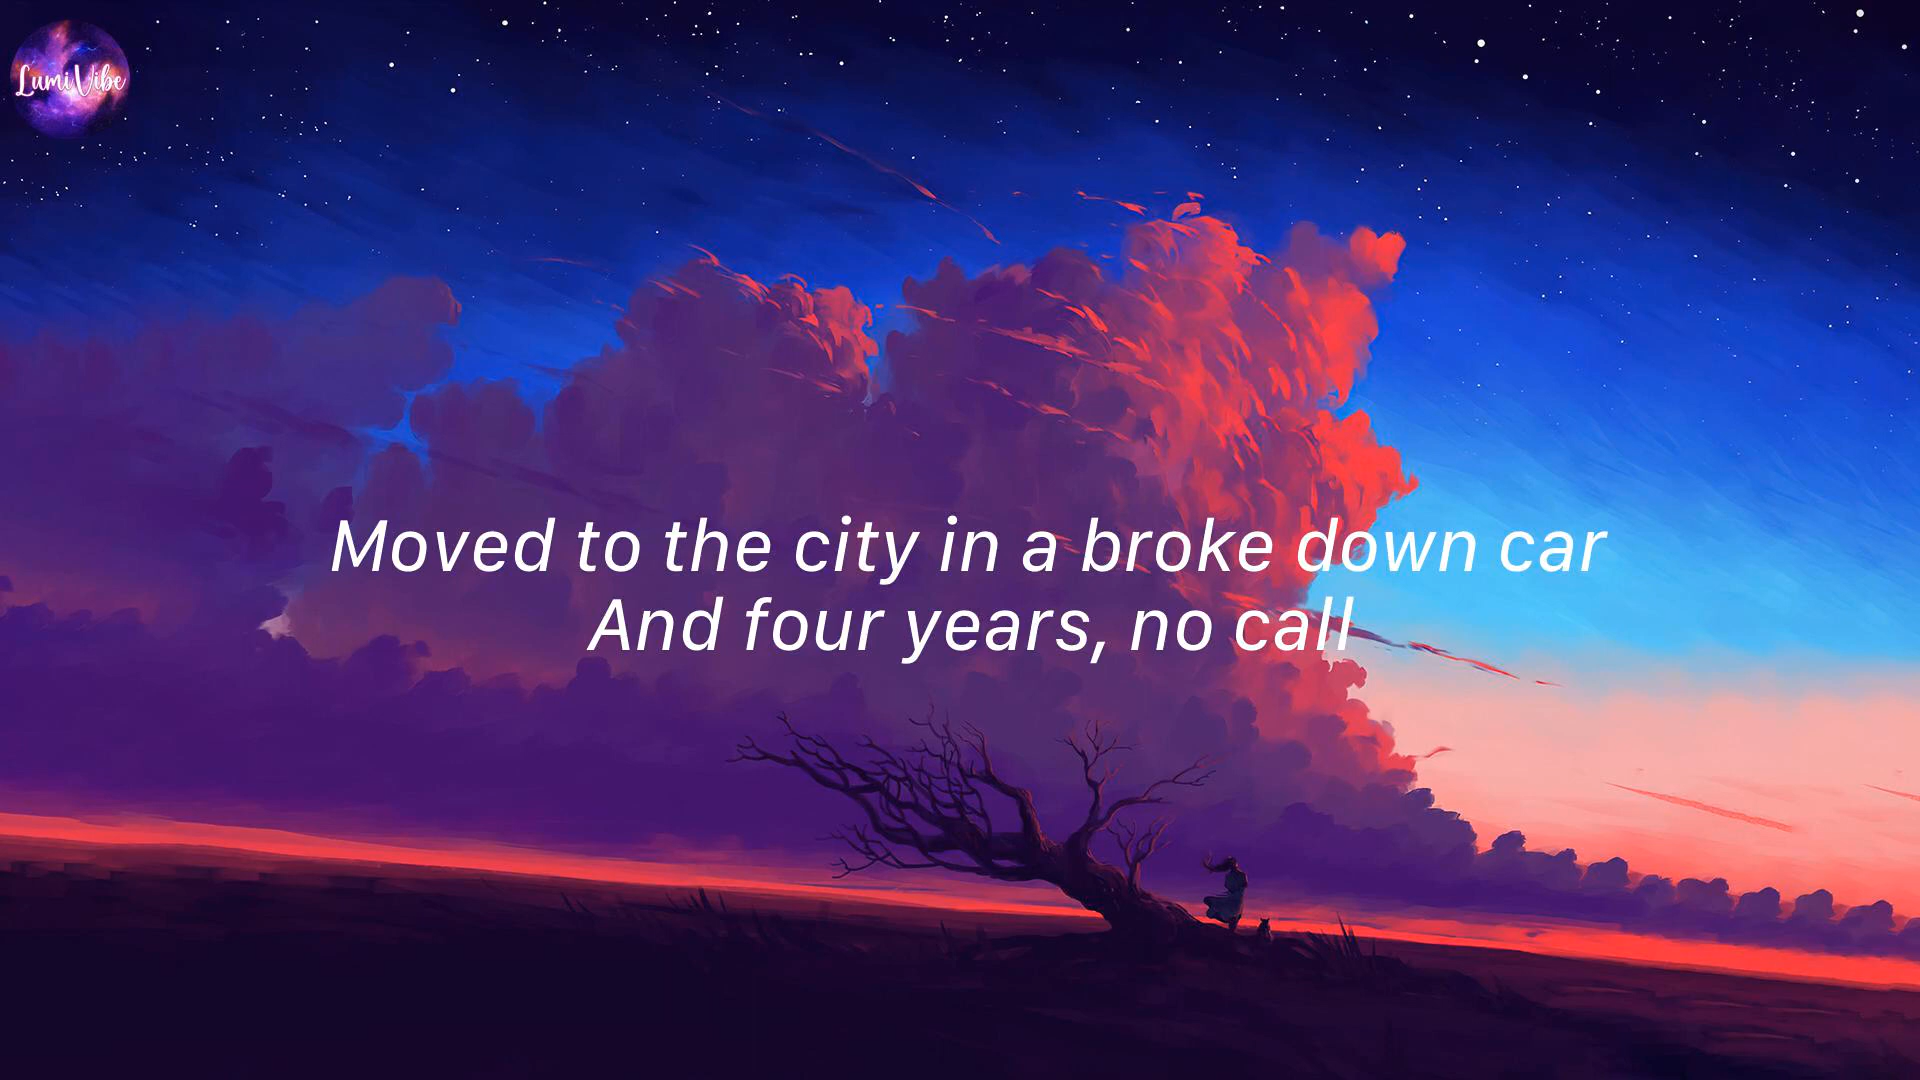 LumiVibe
Moved to the city in a broke down car
And four years, no call